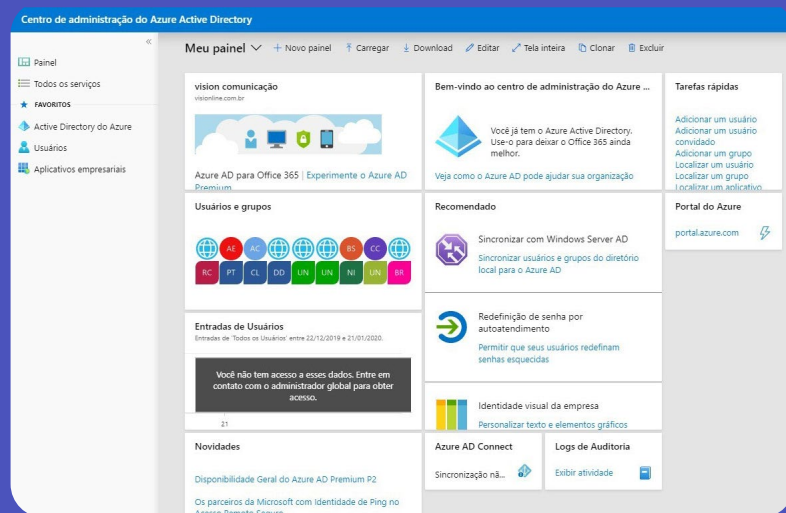 Centro de administração do Azure Active Directory
«
Painel
Todos os serviços
FAVORITOS
Active Directory do Azure
Usuários
Aplicativos empresariais
Meu painel
Novo painel
Carregar
Download
Editar
Tela inteira
Clonar
Excluir
vision comunicação
visionline.com.br
Azure AD para Office 365 | Experimente o Azure AD
Premium
Bem-vindo ao centro de administração do Azure ...
Você já tem o Azure Active Directory.
Use-o para deixar o Office 365 ainda
melhor.
Veja como o Azure AD pode ajudar sua organização
Tarefas rápidas
Adicionar um usuário
Adicionar um usuário
convidado
Adicionar um grupo
Localizar um usuário
Localizar um grupo
Localizar um aplicativo
Usuários e grupos
AE AC BS CC
RC PT CL DD UN UN NI UN BR
Recomendado
Sincronizar com Windows Server AD
Sincronizar usuários e grupos do diretório
local para o Azure AD
Redefinição de senha por
autoatendimento
Permitir que seus usuários redefinam
senhas esquecidas
Identidade visual da empresa
Personalizar texto e elementos gráficos
Portal do Azure
portal.azure.com
Entradas de Usuários
Entradas de 'Todos os Usuários' entre 22/12/2019 e 21/01/2020.
Você não tem acesso a esses dados. Entre em
contato com o administrador global para obter
acesso.
21
Novidades
Disponibilidade Geral do Azure AD Premium P2
Os parceiros da Microsoft com Identidade de Ping no
Acesso Remoto Seguro
Azure AD Connect
Sincronização nã...
Logs de Auditoria
Exibir atividade